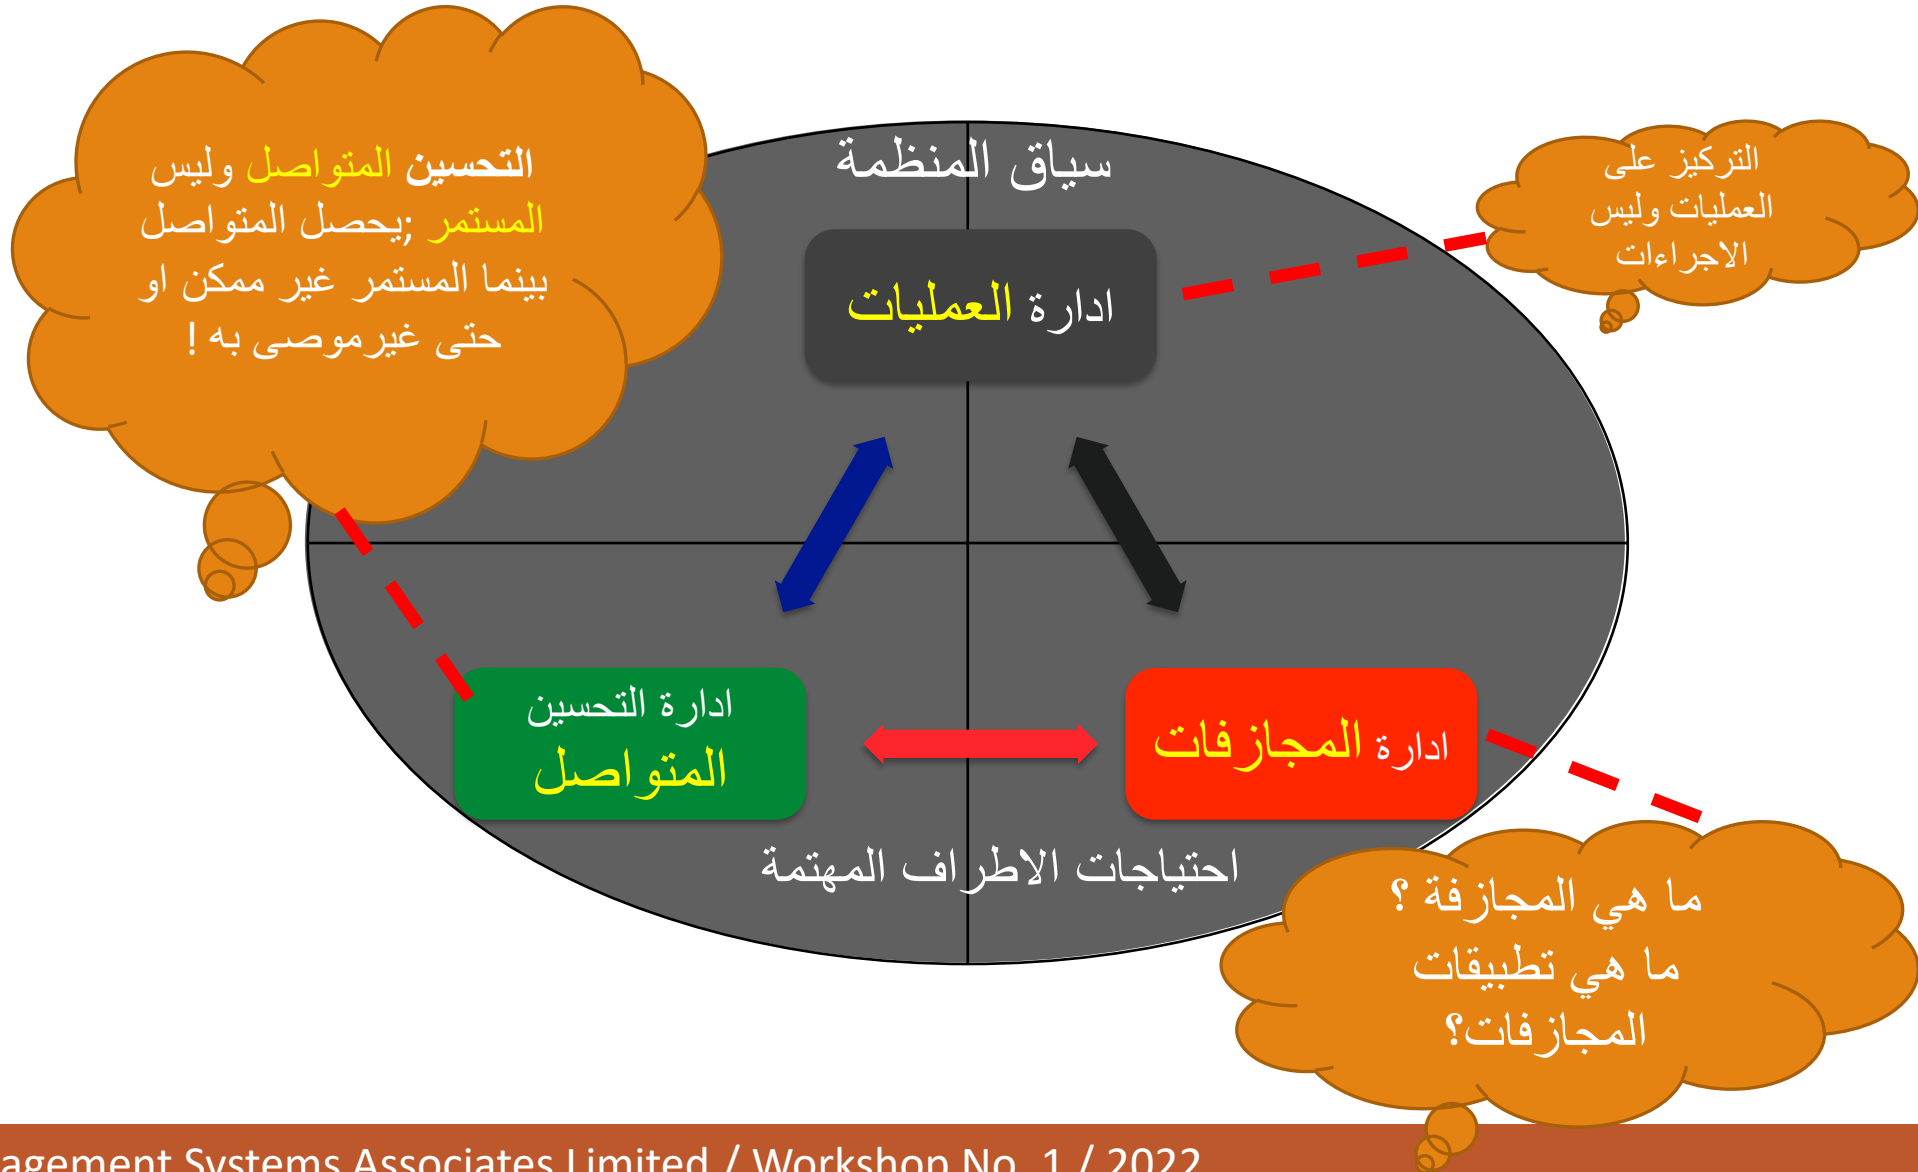 سياق المنظمة
التحسين المتواصل وليس
المستمر ;يحصل المتواصل
بينما المستمر غير ممكن او
حتى غيرموصى به !
التركيز على
العمليات وليس
الاجراءات
ادارة العمليات
ادارة التحسين
المتواصل
ادارة المجازفات
احتياجات الاطراف المهتمة
ما هي المجازفة ؟
ما هي تطبيقات
المجازفات؟
agement Systems Associates Limited / Workshop No. 1 / 2022